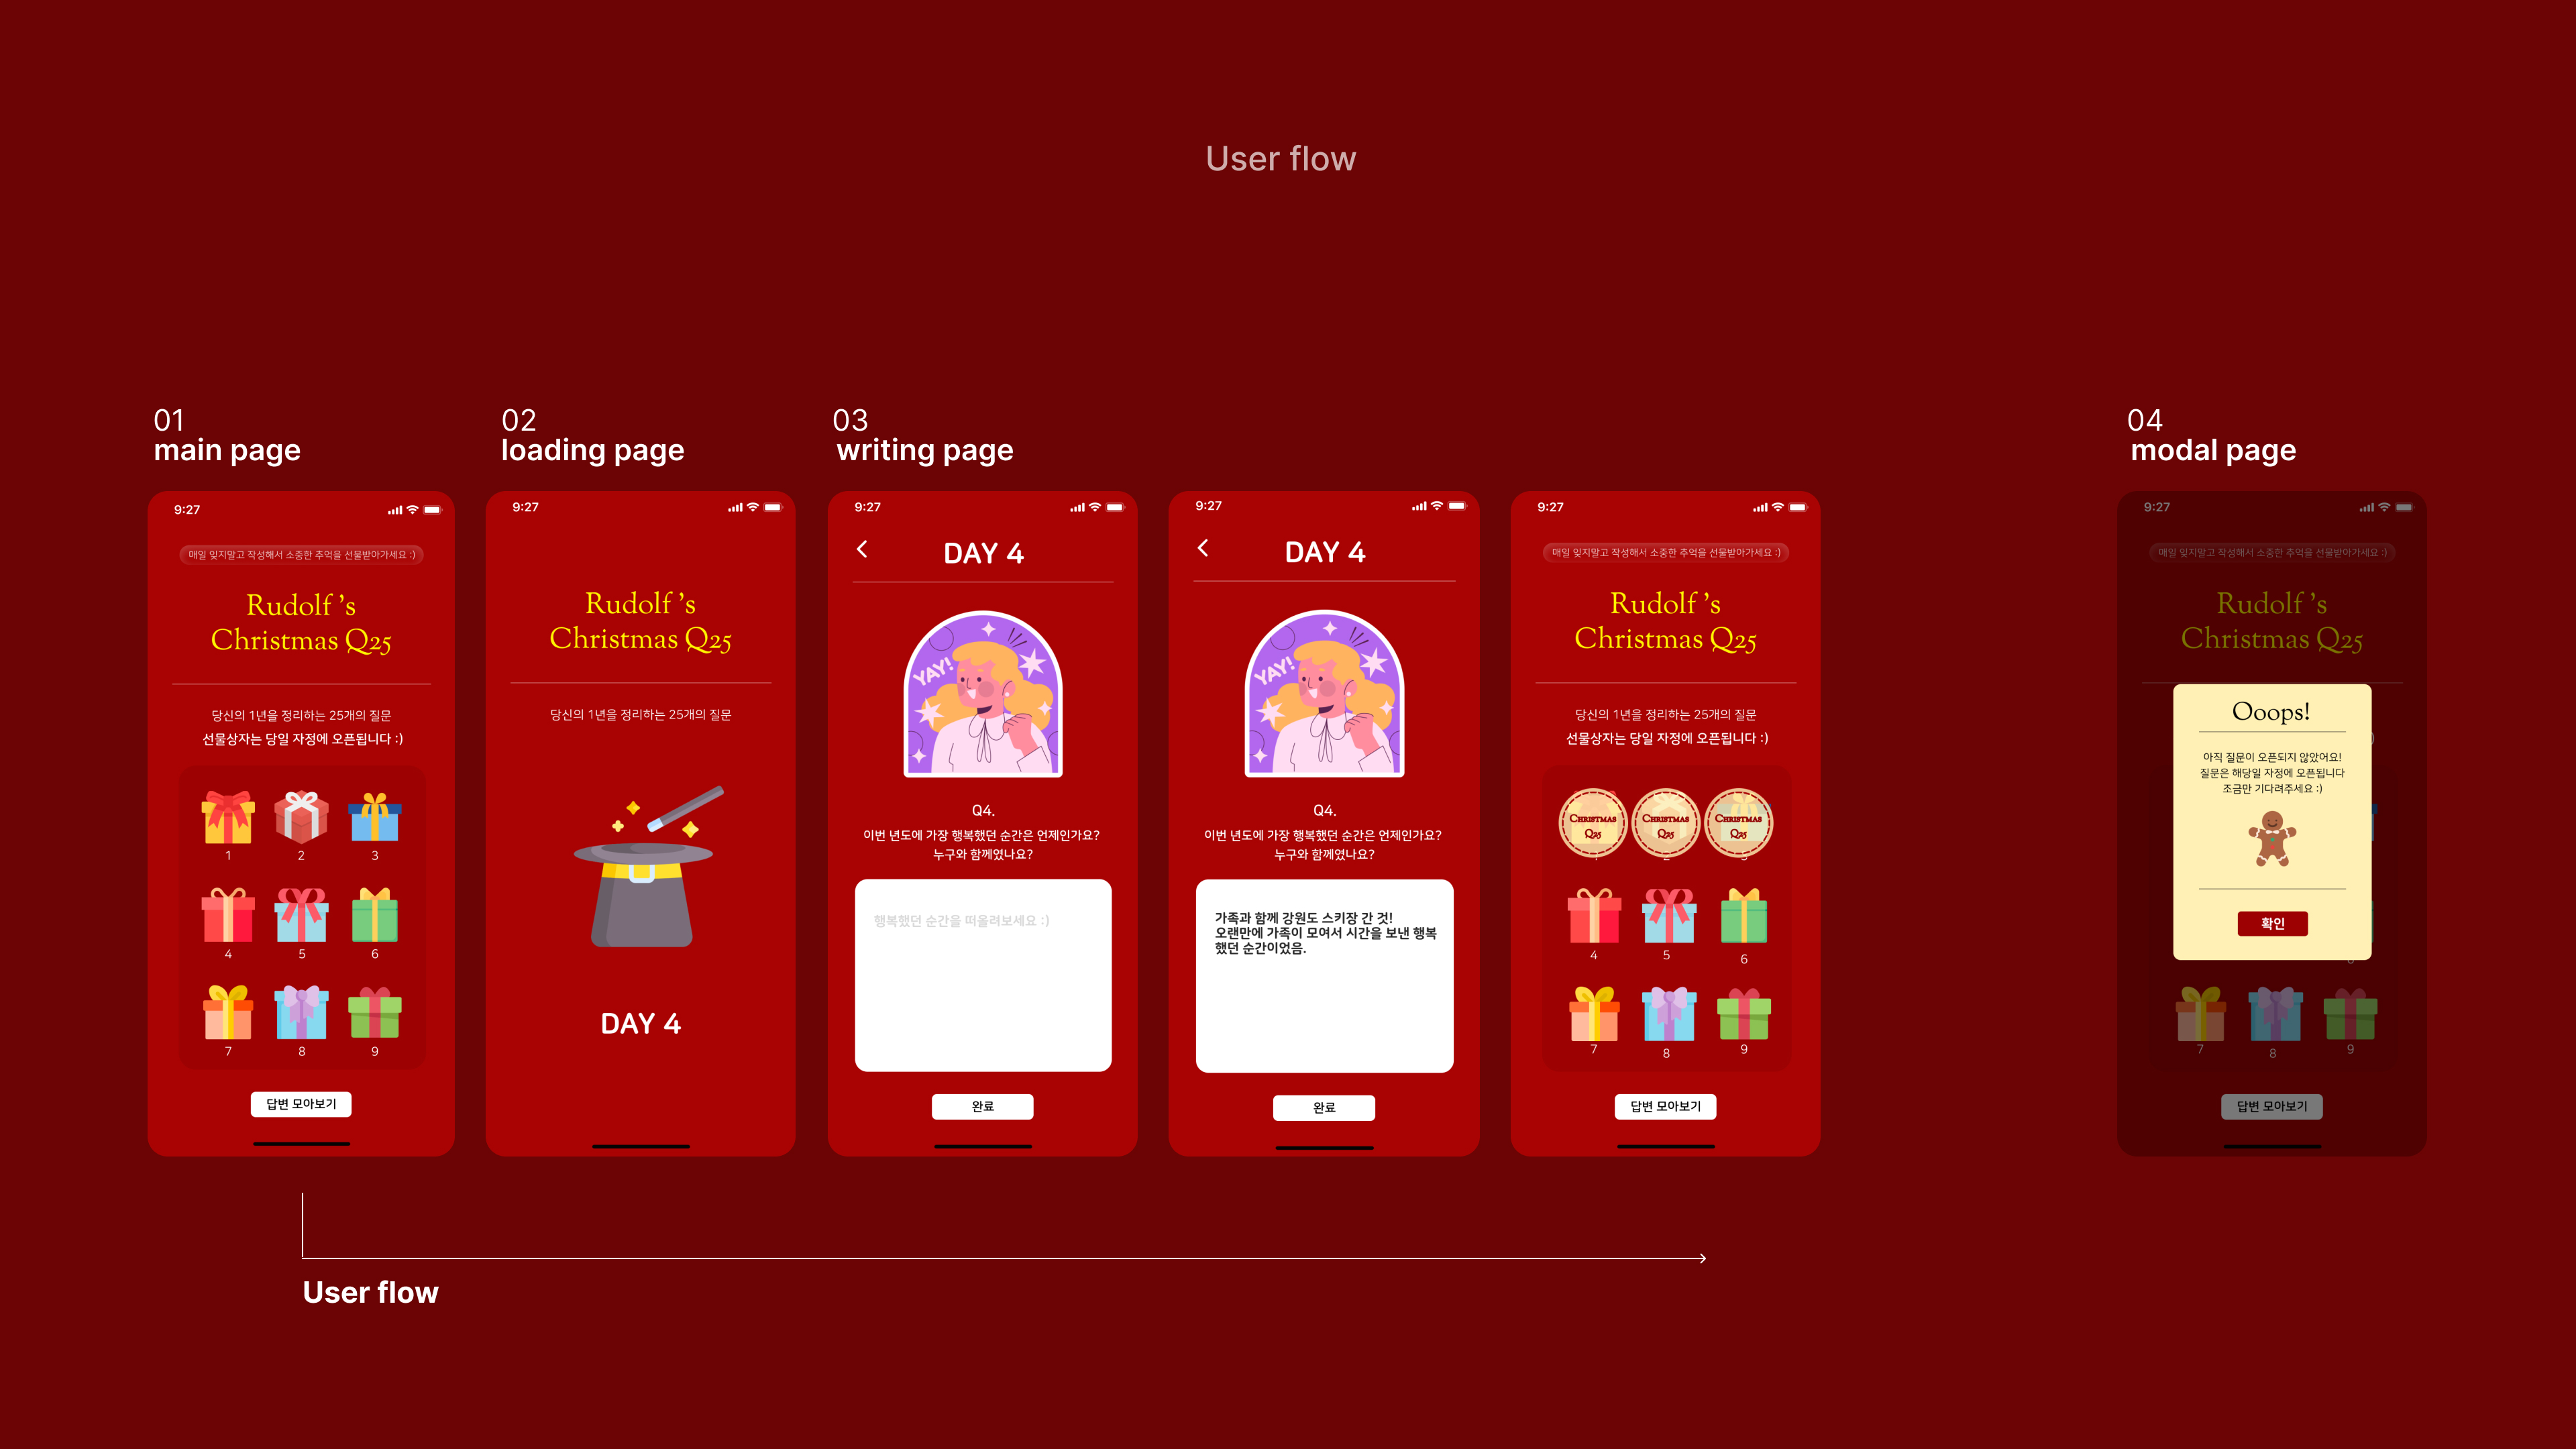 User flow
01
main page
9:27
매일 잊지말고 작성해서 소중한 추억을 선물받아가세요 :)
Rudolf 's
Christmas Q25
당신의 1년을 정리하는 25개의 질문
선물상자는 당일 자정에 오픈됩니다 :)
1 2 3
4 5 6
7 8 9
답변 모아보기
02
loading page
9:27
Rudolf 's
Christmas Q25
당신의 1년을 정리하는 25개의 질문
DAY 4
03
writing page
9:27
DAY 4
YAY!
Q4.
이번 년도에 가장 행복했던 순간은 언제인가요?
누구와 함께였나요?
행복했던 순간을 떠올려보세요 :)
완료
9:27
DAY 4
YAY!
Q4.
이번 년도에 가장 행복했던 순간은 언제인가요?
누구와 함께였나요?
가족과 함께 강원도 스키장 간 것!
오랜만에 가족이 모여서 시간을 보낸 행복
했던 순간이었음.
완료
9:27
매일 잊지말고 작성해서 소중한 추억을 선물받아가세요 :)
Rudolf 's
Christmas Q25
당신의 1년을 정리하는 25개의 질문
선물상자는 당일 자정에 오픈됩니다 :)
Christmas Christmas Christmas
Q25 Q25 Q25
4 5 6
7 8 9
답변 모아보기
04
modal page
9:27
매일 잊지말고 작성해서 소중한 추억을 선물받아가세요 :)
Rudolf 's
Christmas Q25
Ooops!
아직 질문이 오픈되지 않았어요!
질문은 해당일 자정에 오픈됩니다
조금만 기다려주세요 :)
확인
7 8 9
답변 모아보기
User flow